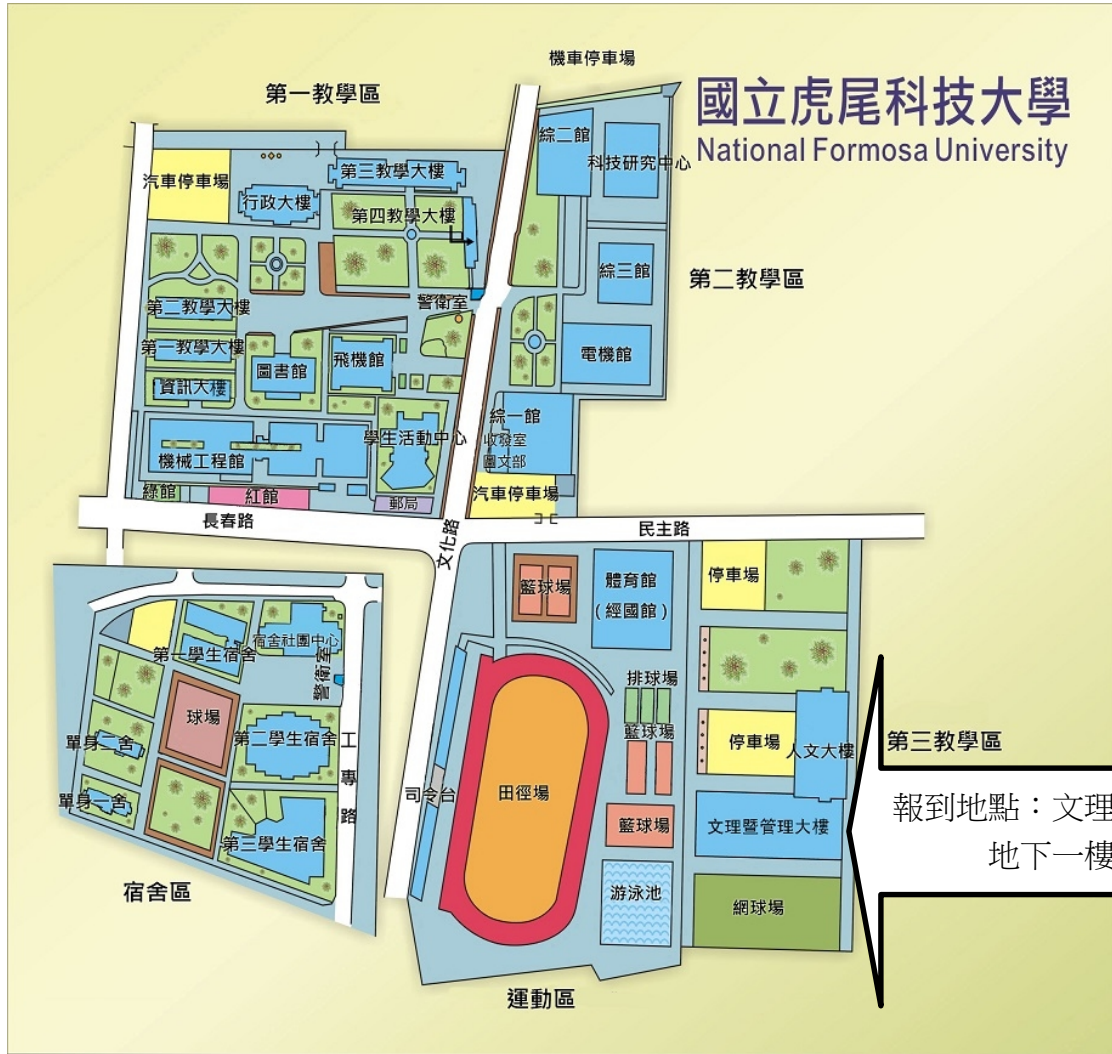 機車停車場
國立虎尾科技大學
National Formosa University
第一教學區
綜二館
科技研究中心
第三教學大樓
汽車停車場
行政大樓
第四教學大樓
綜三館
第二教學區
警衛室
第二教學大樓
第一教學大樓
圖書館
飛機館
電機館
資訊大樓
綜一館
收發室
圖文部
學生活動中心
機械工程館
綠館
紅館
郵局
汽車停車場
長春路
文化路
民主路
籃球場
體育館
(經國館)
停車場
第一學生宿舍
宿舍社團中心
警衛室
排球場
球場
籃球場
單身二舍
第二學生宿舍
工專路
停車場
人文大樓
第三教學區
單身一舍
司令台
田徑場
籃球場
文理暨管理大樓
報到地點：文理
地下一樓
第三學生宿舍
宿舍區
游泳池
網球場
運動區